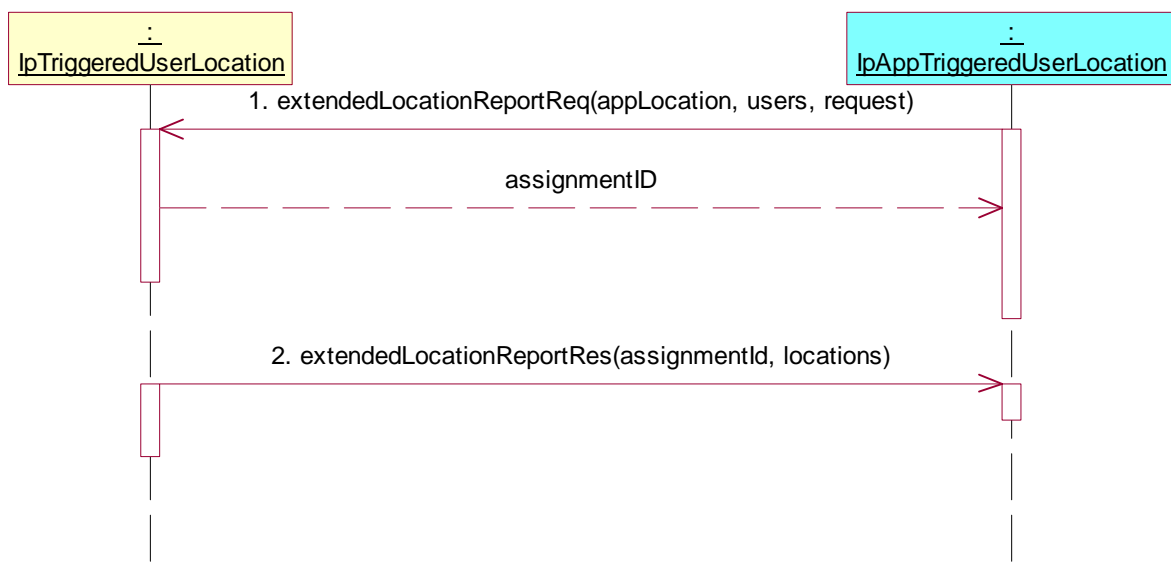 :
IpTriggeredUserLocation
:
IpAppTriggeredUserLocation
1. extendedLocationReportReq(appLocation, users, request)
assignmentID
2. extendedLocationReportRes(assignmentId, locations)